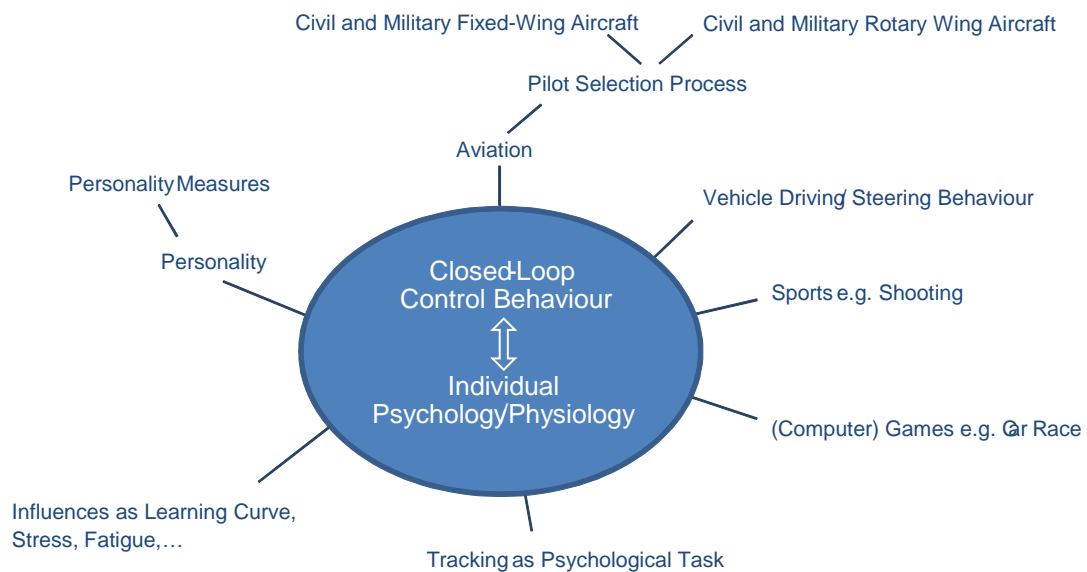 Civil and Military Fixed-Wing Aircraft
Civil and Military Rotary Wing Aircraft
Pilot Selection Process
Aviation
Personality Measures
Vehicle Driving/ Steering Behaviour
Personality
Closed-Loop
Control Behaviour
Sports e.g. Shooting
Individual
Psychology/Physiology
(Computer) Games e.g. Car Race
Influences as Learning Curve,
Stress, Fatigue,…
Tracking as Psychological Task